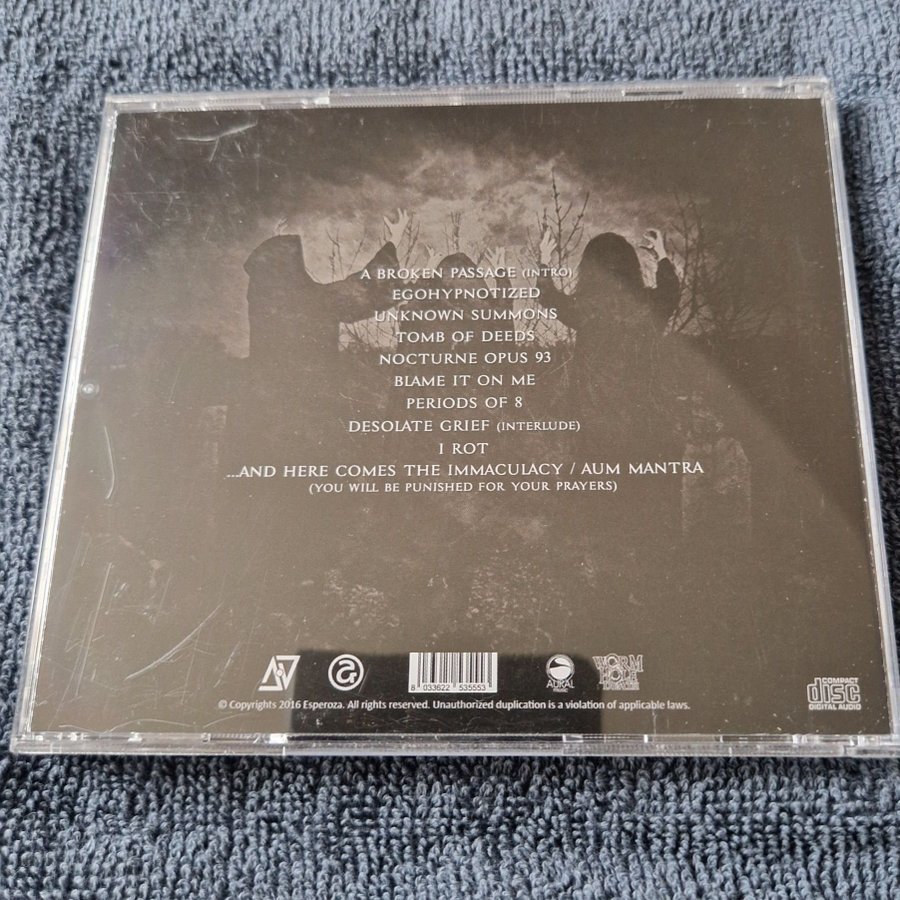 A BROKEN PASSAGE (INTRO)
EGOHYPNOTIZED
UNKNOWN SUMMONS
TOMB OF DEEDS
NOCTURNE OPUS 93
BLAME IT ON ME
PERIODS OF 8
DESOLATE GRIEF (INTERLUDE)
I ROT
...AND HERE COMES THE IMMACULACY / AUM MANTRA
(YOU WILL BE PUNISHED FOR YOUR PRAYERS)
8 033622 535553
AURAL
MUSIC
WORM
HOLE
DEATH
COMPACT
disc
DIGITAL AUDIO
© Copyrights 2016 Esperoza. All rights reserved. Unauthorized duplication is a violation of applicable laws.